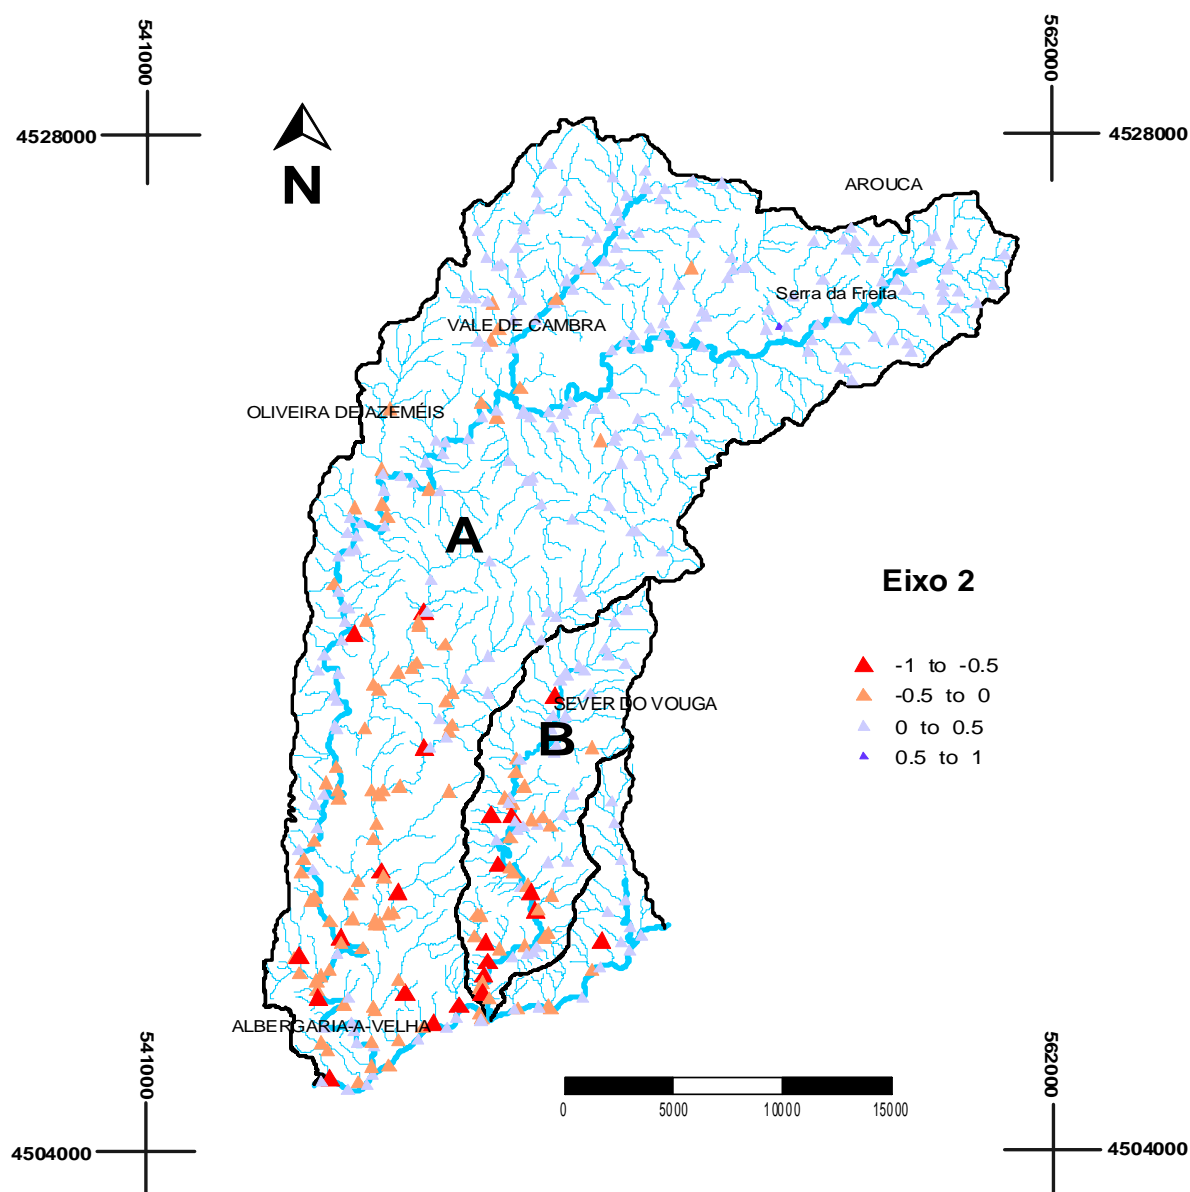 541000
562000
4528000
4528000
N
AROUCA
Serra da Freita
VALE DE CAMBRA
OLIVEIRA DE AZEMÉIS
A
Eixo 2
-1 to -0.5
-0.5 to 0
0 to 0.5
0.5 to 1
SEVER DO VOUGA
B
ALBERGARIA-A-VELHA
541000
562000
0 5000 10000 15000
4504000
4504000